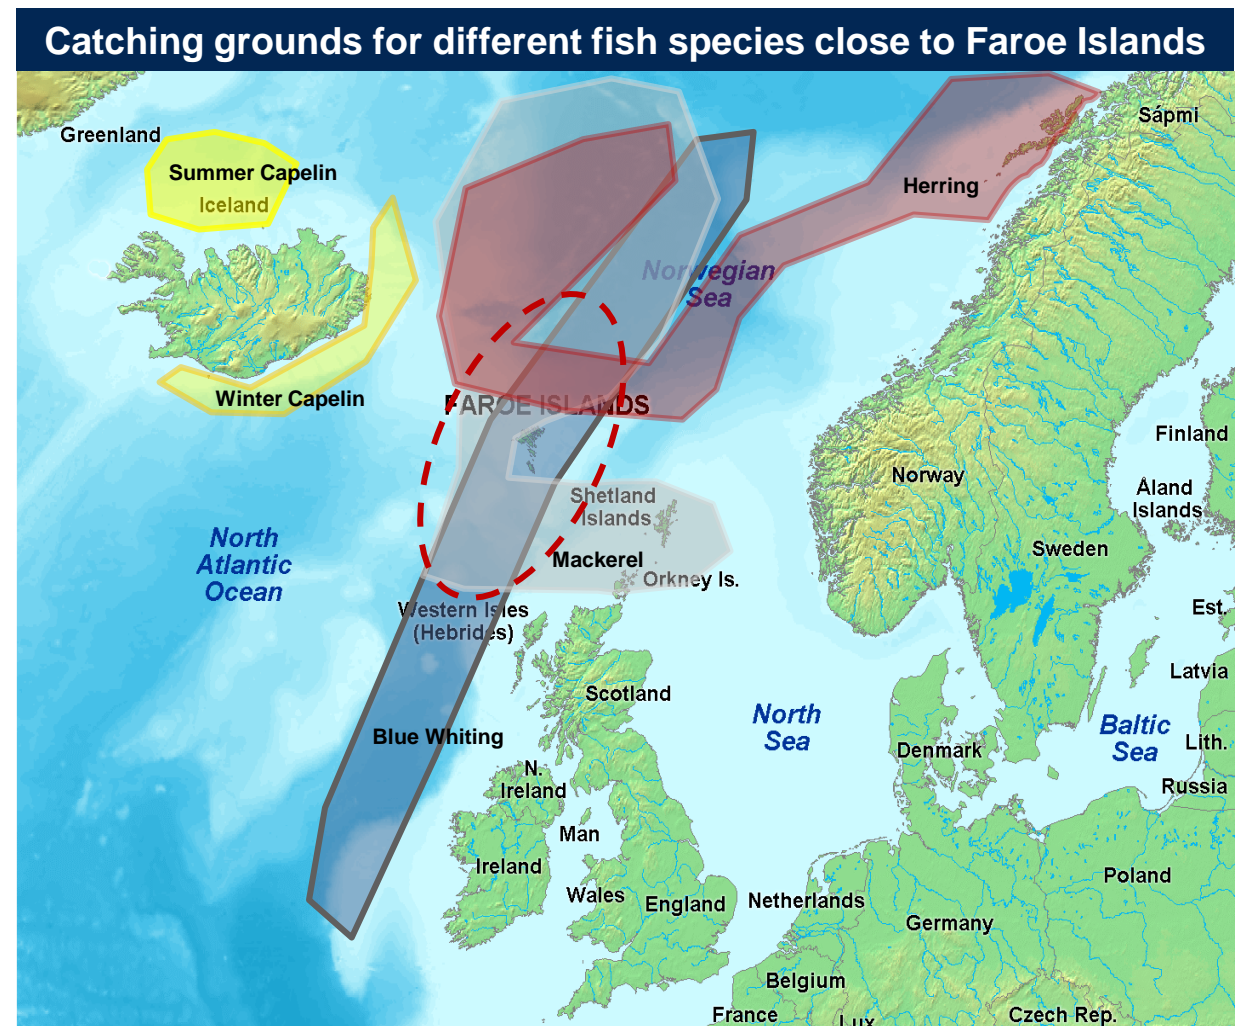 Catching grounds for different fish species close to Faroe Islands
Greenland
Sápmi
Summer Capelin
Iceland
Herring
Norwegian
Sea
Winter Capelin
FAROE ISLANDS
Finland
Norway
Åland
Islands
Shetland
Islands
North
Atlantic
Ocean
Sweden
Mackerel
Orkney Is.
Western Isles
(Hebrides)
Est.
Latvia
Scotland
North
Sea
Baltic
Sea
Blue Whiting
Denmark
Lith.
N.
Ireland
Russia
Man
Ireland
Poland
Wales
England
Netherlands
Germany
Belgium
France
Lux
Czech Rep.